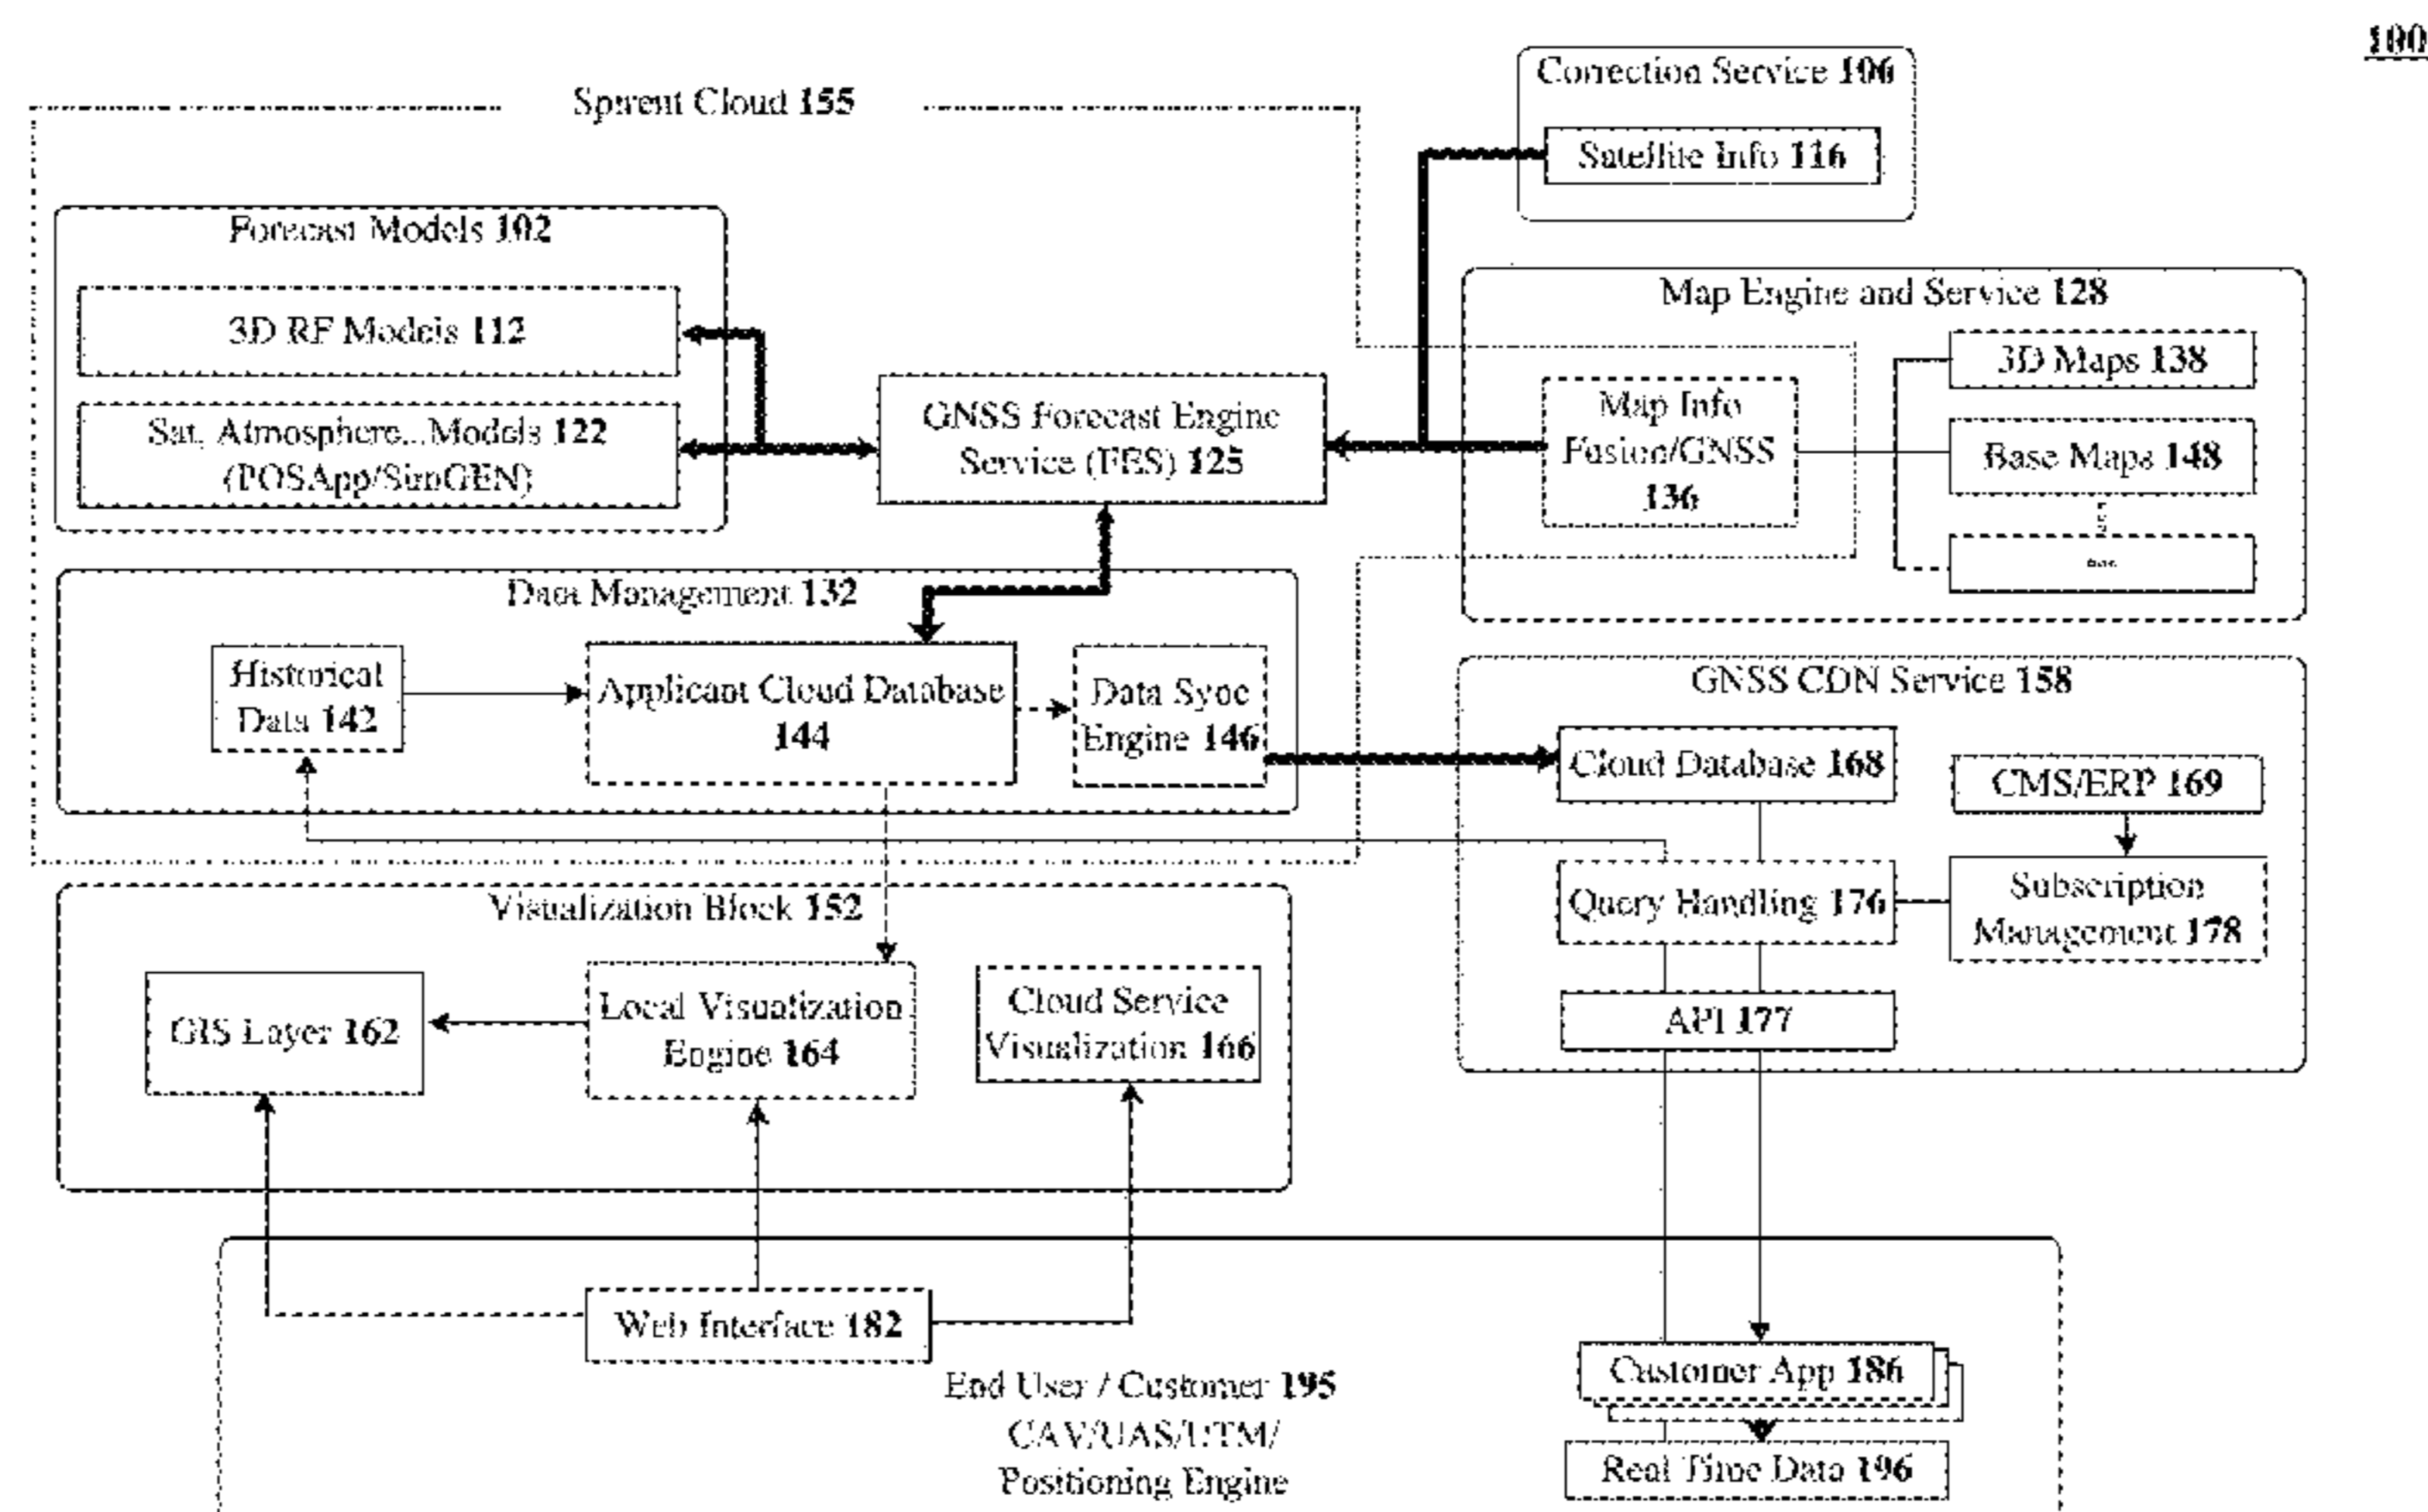 100
Spirent Cloud 155
Correction Service 106
Satellite Info 116
Forecast Models 102
3D RF Models 112
Sat, Atmosphere...Models 122
(POSApp/SimGEN)
GNSS Forecast Engine
Service (FES) 125
Map Engine and Service 128
Map Info
Fusion/GNSS
136
3D Maps 138
Base Maps 148
Data Management 132
Historical
Data 142
Applicant Cloud Database
144
Data Sync
Engine 146
GNSS CDN Service 158
Cloud Database 168
CMS/ERP 169
Query Handling 176
Subscription
Management 178
API 177
Visualization Block 152
GIS Layer 162
Local Visualization
Engine 164
Cloud Service
Visualization 166
Web Interface 182
End User / Customer 195
CAV/UAS/UTM/
Positioning Engine
Customer App 186
Real Time Data 196